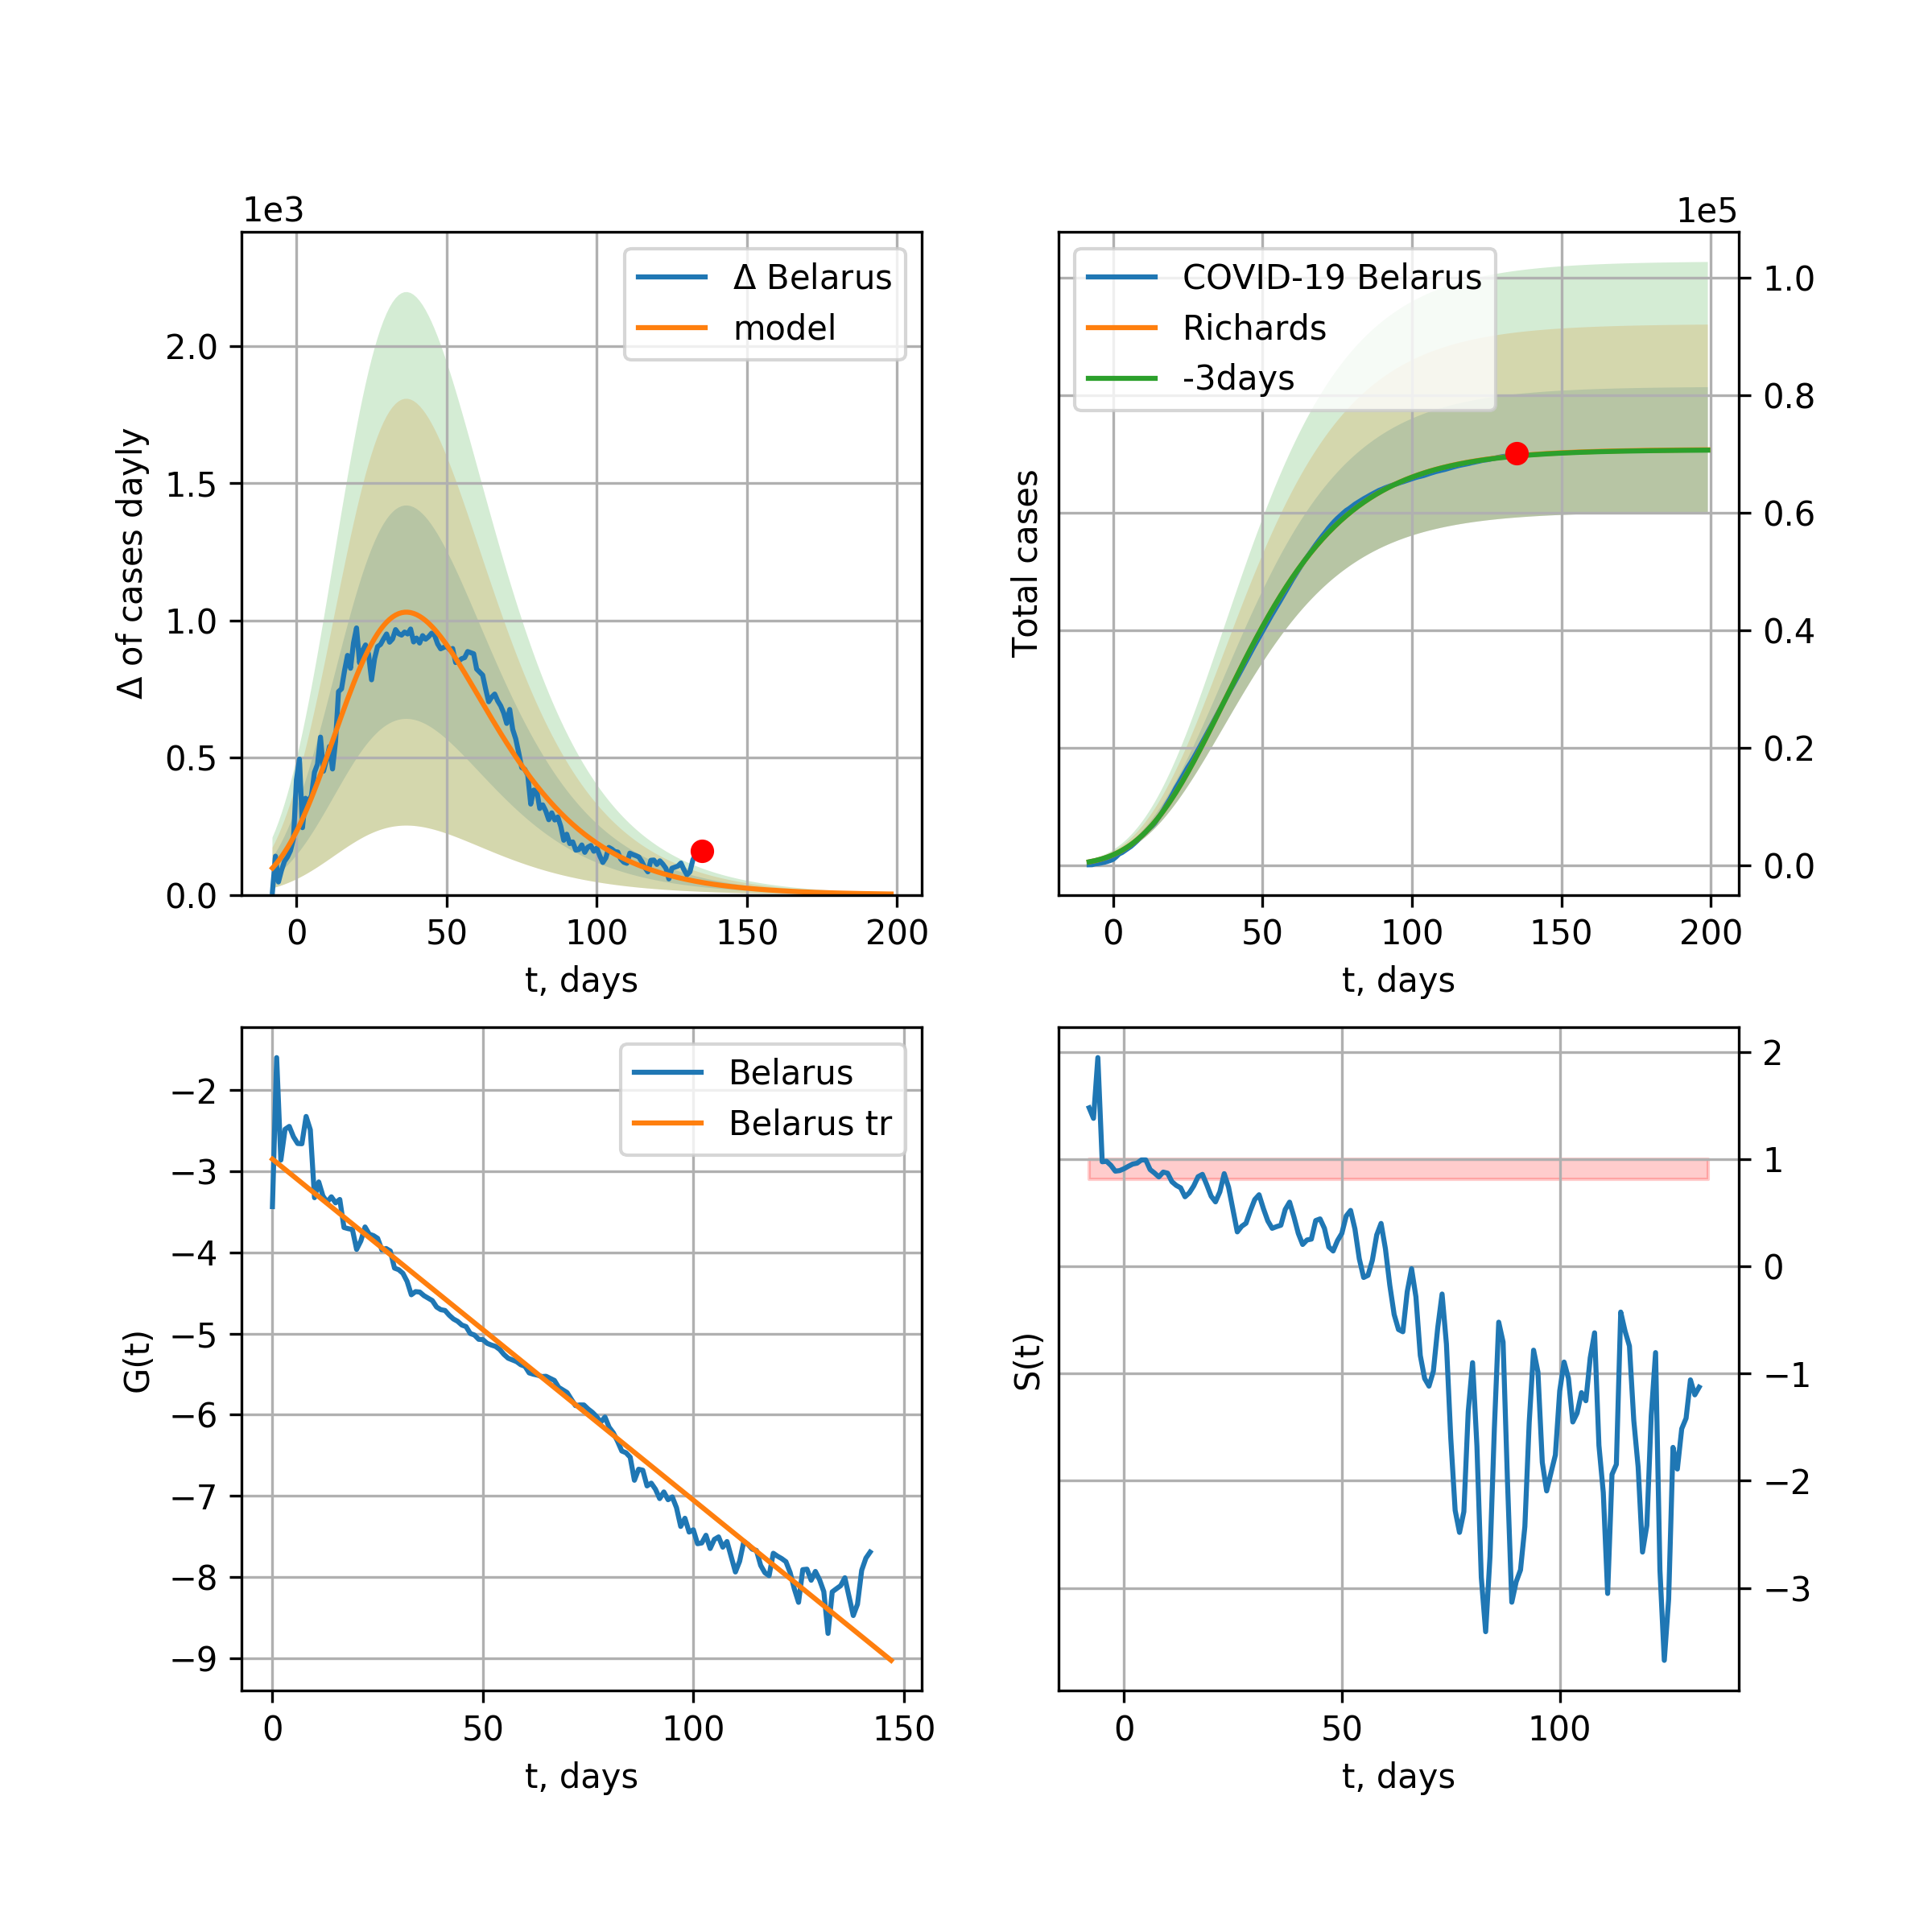 1e3
Δ of cases dayly
2.0
1.5
1.0
0.5
0.0
Δ Belarus
model
0 50 100 150 200
t, days
1e5
Total cases
COVID-19 Belarus
Richards
-3days
1.0
0.8
0.6
0.4
0.2
0.0
0 50 100 150 200
t, days
G(t)
−2
−3
−4
−5
−6
−7
−8
−9
Belarus
Belarus tr
0 50 100 150
t, days
S(t)
2
1
0
−1
−2
−3
0 50 100
t, days